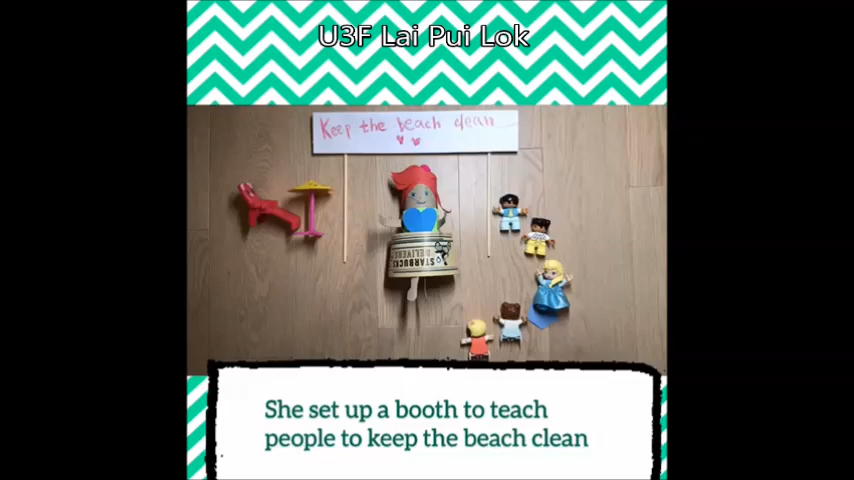 U3F Lai Pui Lok
Keep the beach clean
STARBUCKS
DELIVERS
She set up a booth to teach
people to keep the beach clean